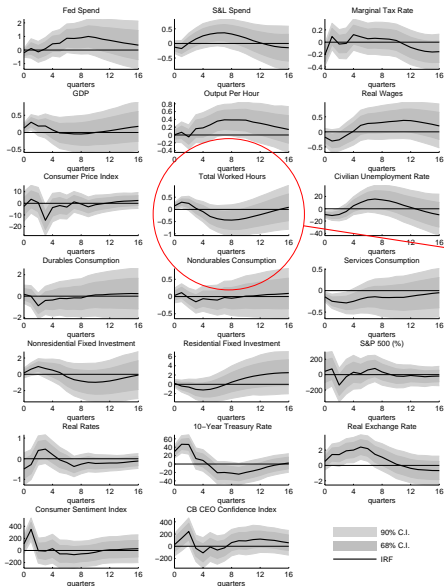 Fed Spend
S&L Spend
Marginal Tax Rate
2
1
0
0 4 8 12 16
quarters
0.5
0
-0.5
0 4 8 12 16
quarters
0.2
0
-0.2
-0.4
0 4 8 12 16
quarters
GDP
Output Per Hour
Real Wages
0.5
0
-0.5
0 4 8 12 16
quarters
0.8
0.6
0.4
0.2
0
-0.2
-0.4
0 4 8 12 16
quarters
0.5
0
-0.5
0 4 8 12 16
quarters
Consumer Price Index
Total Worked Hours
Civilian Unemployment Rate
10
0
-10
-20
0 4 8 12 16
quarters
0.5
0
-0.5
-1
0 4 8 12 16
quarters
20
0
-20
-40
0 4 8 12 16
quarters
Durables Consumption
Nondurables Consumption
Services Consumption
2
0
-2
0 4 8 12 16
quarters
0.5
0
-0.5
0 4 8 12 16
quarters
0.5
0
-0.5
0 4 8 12 16
quarters
Nonresidential Fixed Investment
Residential Fixed Investment
S&P 500 (%)
2
0
-2
0 4 8 12 16
quarters
6
4
2
0
-2
0 4 8 12 16
quarters
200
0
-200
0 4 8 12 16
quarters
Real Rates
10-Year Treasury Rate
Real Exchange Rate
1
0
-1
0 4 8 12 16
quarters
60
40
20
0
-20
-40
0 4 8 12 16
quarters
4
2
0
-2
0 4 8 12 16
quarters
Consumer Sentiment Index
CB CEO Confidence Index
400
200
0
-200
0 4 8 12 16
quarters
400
200
0
-200
0 4 8 12 16
quarters
90% C.I.
68% C.I.
IRF